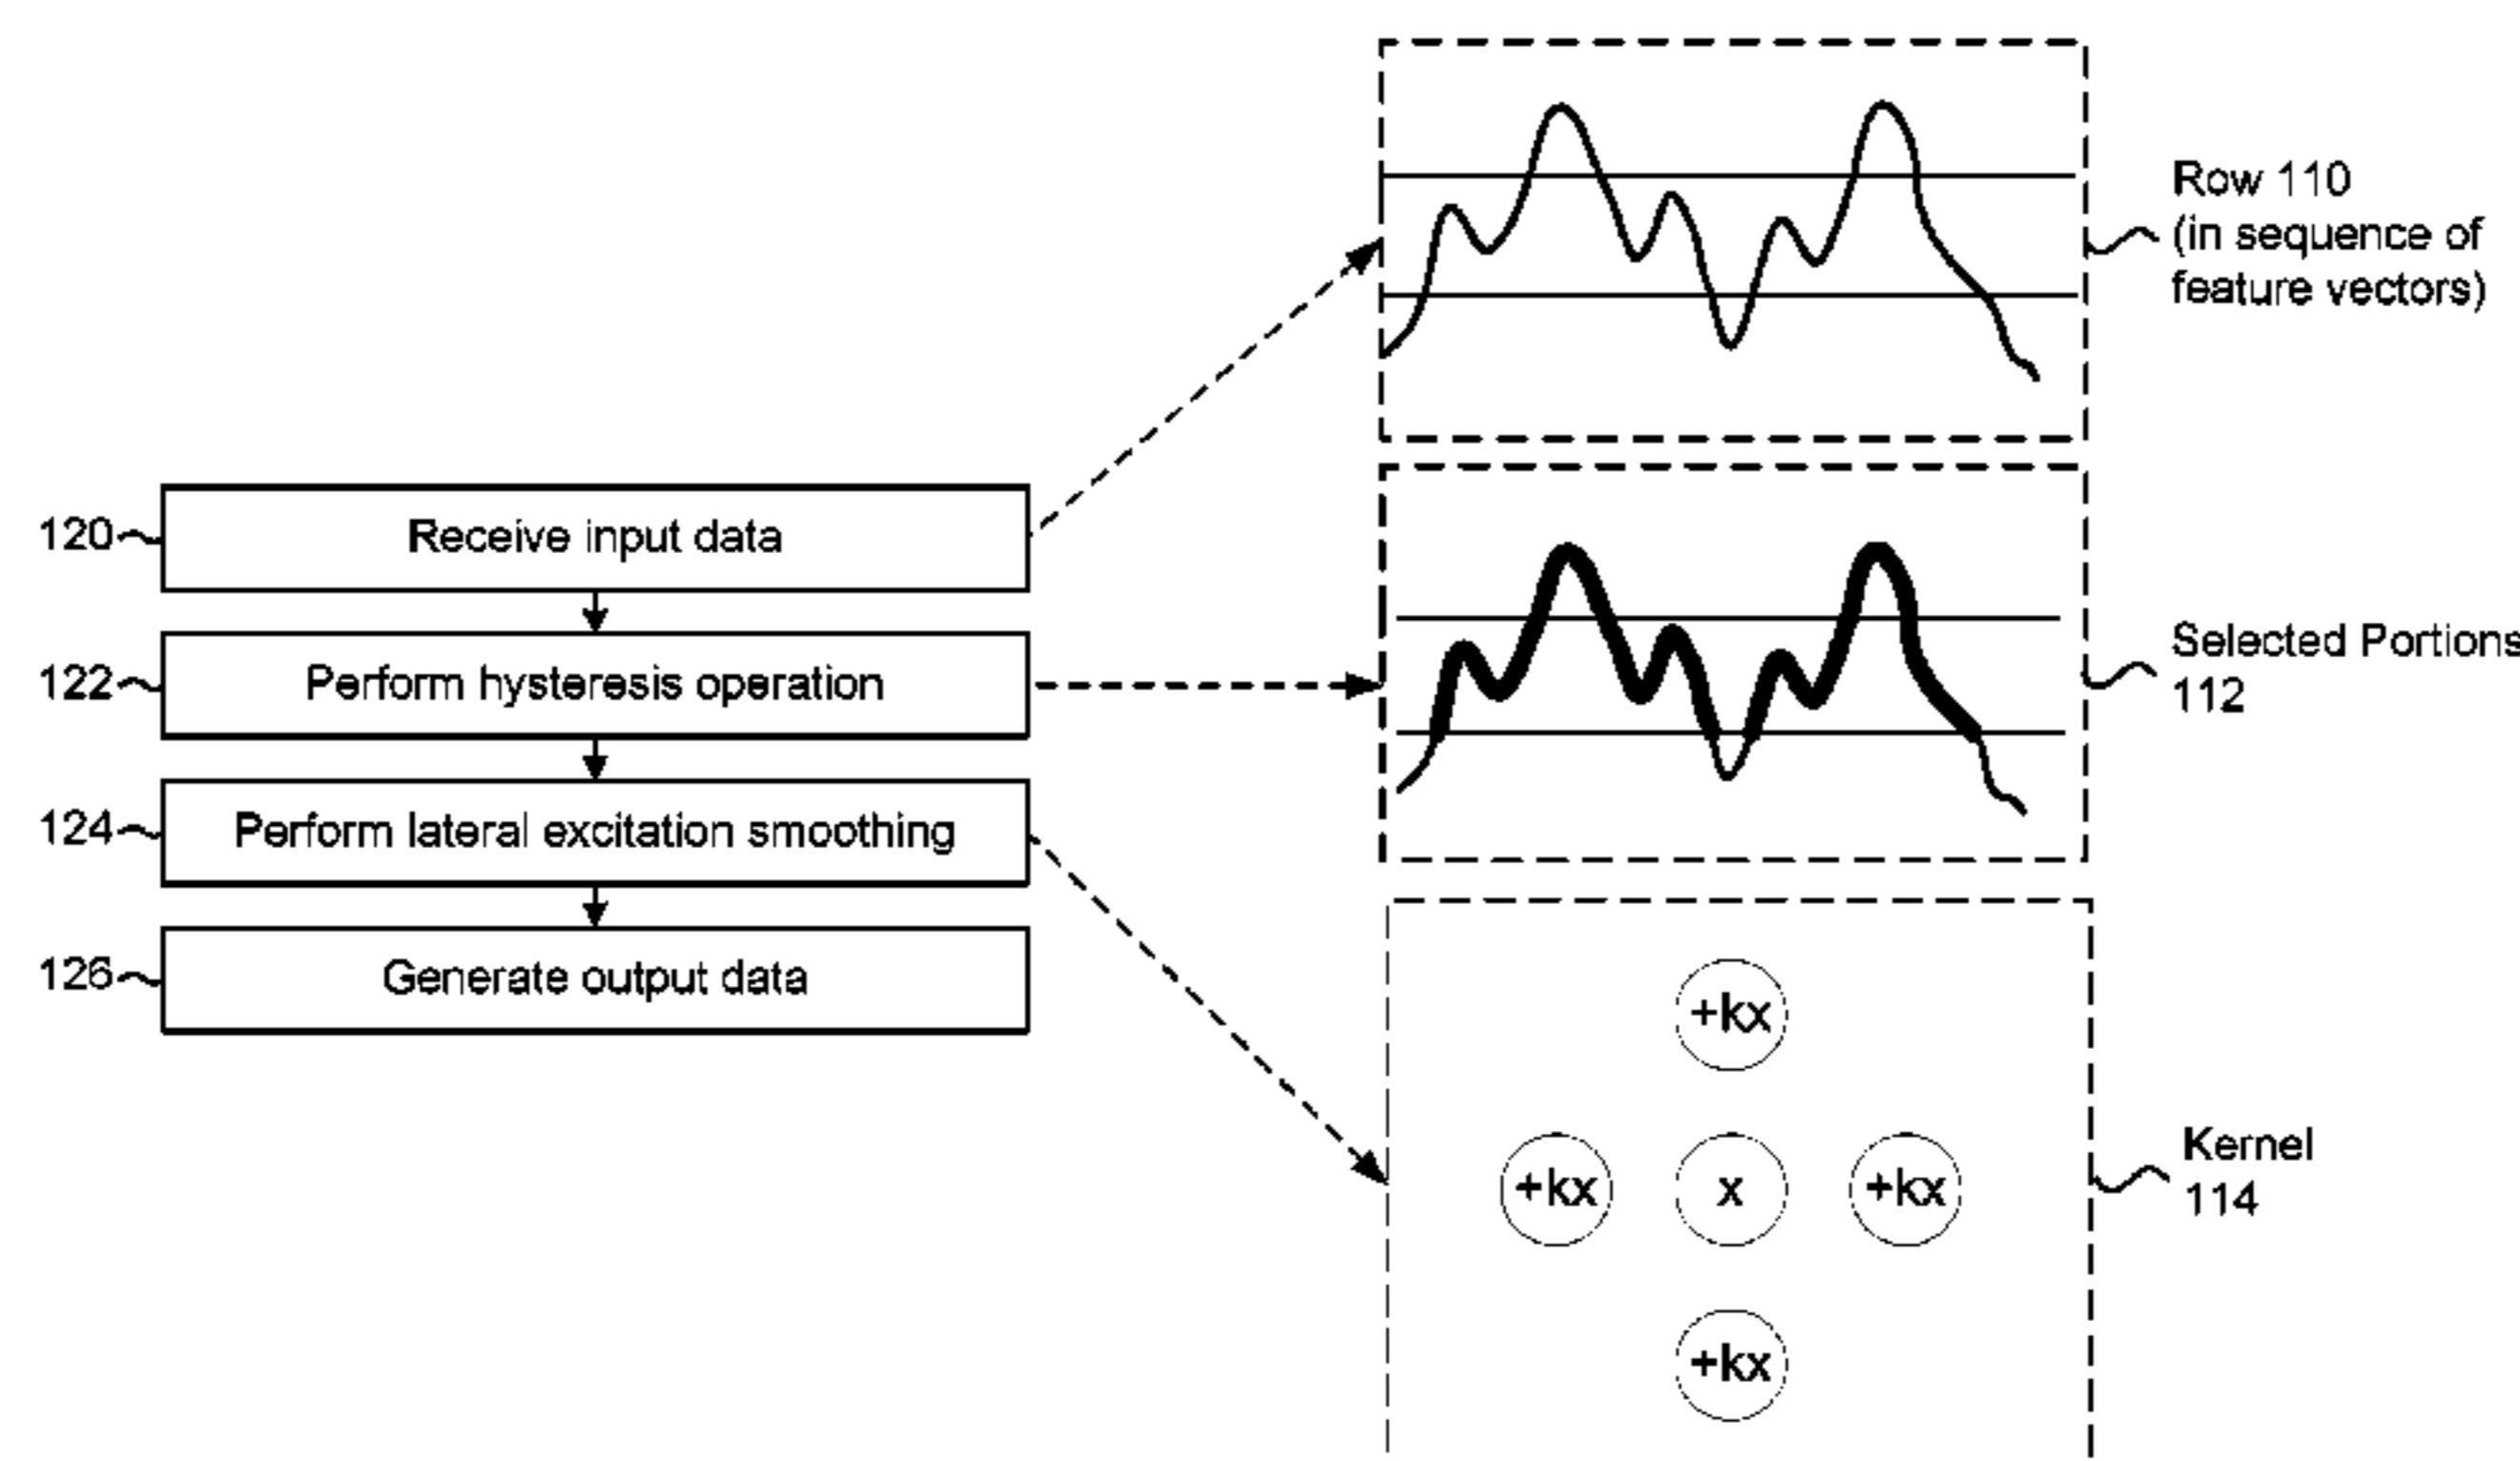 120
Receive input data
122
Perform hysteresis operation
124
Perform lateral excitation smoothing
126
Generate output data
Row 110
(in sequence of
feature vectors)
Selected Portions
112
+kx
+kx x +kx
+kx
Kernel
114